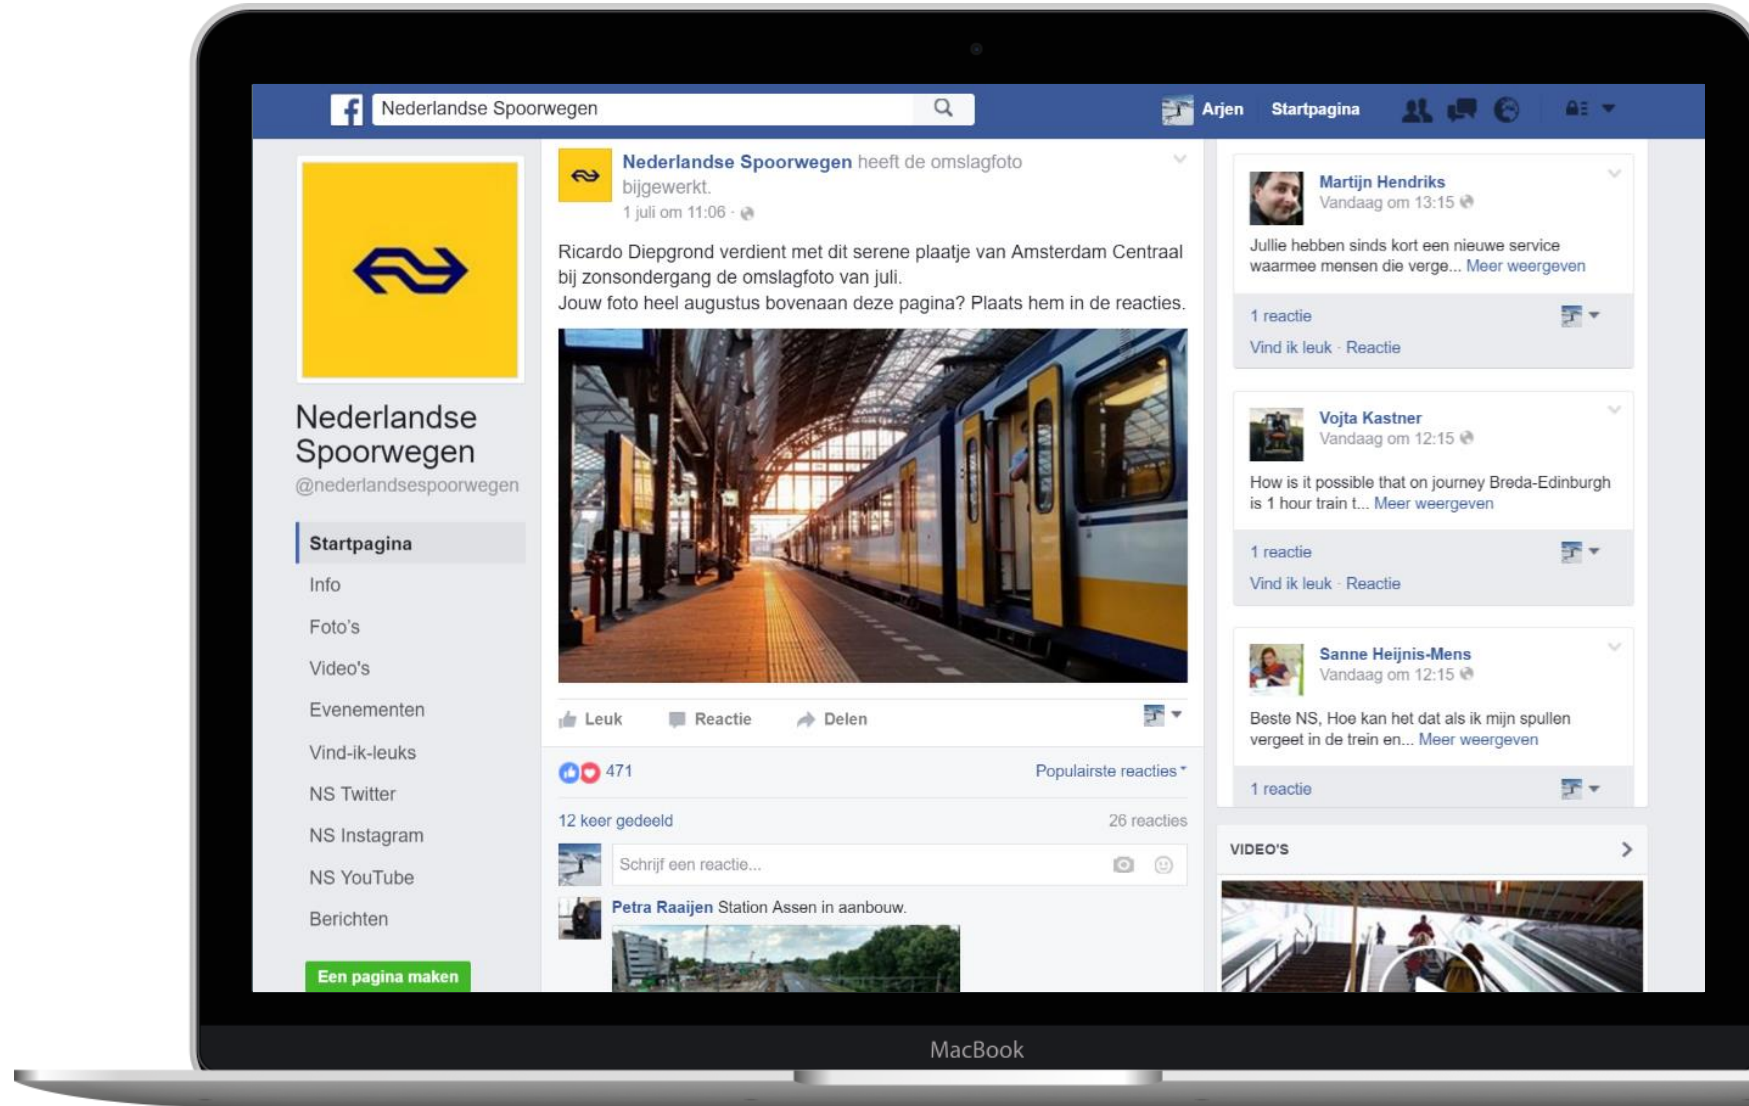 Nederlandse Spoorwegen
Arjen
Startpagina
Nederlandse
Spoorwegen
@nederlandsespoorwegen
Startpagina
Info
Foto's
Video's
Evenementen
Vind-ik-leuks
NS Twitter
NS Instagram
NS YouTube
Berichten
Een pagina maken
Nederlandse Spoorwegen heeft de omslagfoto
bijgewerkt.
1 juli om 11:06 ·
Ricardo Diepgrond verdient met dit serene plaatje van Amsterdam Centraal
bij zonsondergang de omslagfoto van juli.
Jouw foto heel augustus bovenaan deze pagina? Plaats hem in de reacties.
Leuk
Reactie
Delen
471
Populairste reacties
12 keer gedeeld
26 reacties
Schrijf een reactie...
Petra Raaijen Station Assen in aanbouw.
Martijn Hendriks
Vandaag om 13:15
Jullie hebben sinds kort een nieuwe service
waarmee mensen die verge... Meer weergeven
1 reactie
Vind ik leuk · Reactie
Vojta Kastner
Vandaag om 12:15
How is it possible that on journey Breda-Edinburgh
is 1 hour train t... Meer weergeven
1 reactie
Vind ik leuk · Reactie
Sanne Heijnis-Mens
Vandaag om 12:15
Beste NS, Hoe kan het dat als ik mijn spullen
vergeet in de trein en... Meer weergeven
1 reactie
VIDEO'S
MacBook